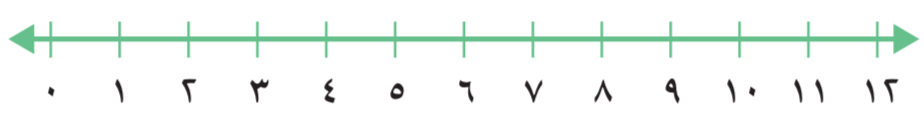 ٠ ١ ٢ ٣ ٤ ٥ ٦ ٧ ٨ ٩ ١٠ ١١ ١٢